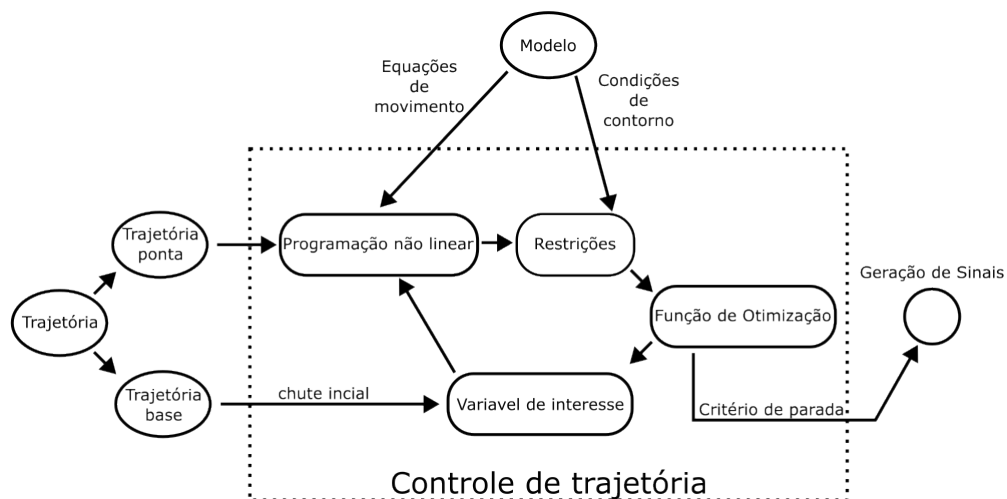 Modelo
Equações
de
movimento
Condições
de
contorno
Trajetória
ponta
Programação não linear
Restrições
Geração de Sinais
Trajetória
Função de Otimização
Trajetória
base
chute incial
Variavel de interesse
Critério de parada
Controle de trajetória